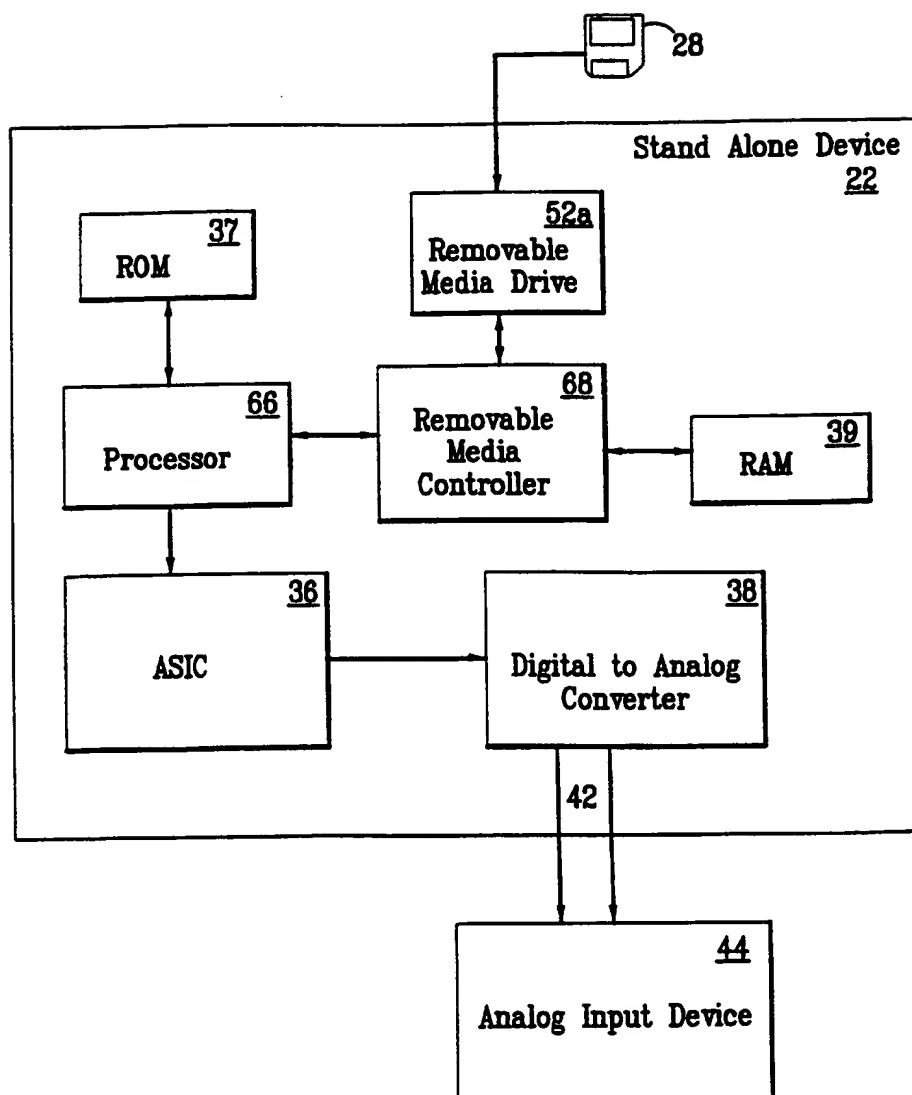 28
Stand Alone Device
22
52a
Removable
Media Drive
37
ROM
66
Processor
68
Removable
Media
Controller
39
RAM
36
ASIC
38
Digital to Analog
Converter
42
44
Analog Input Device